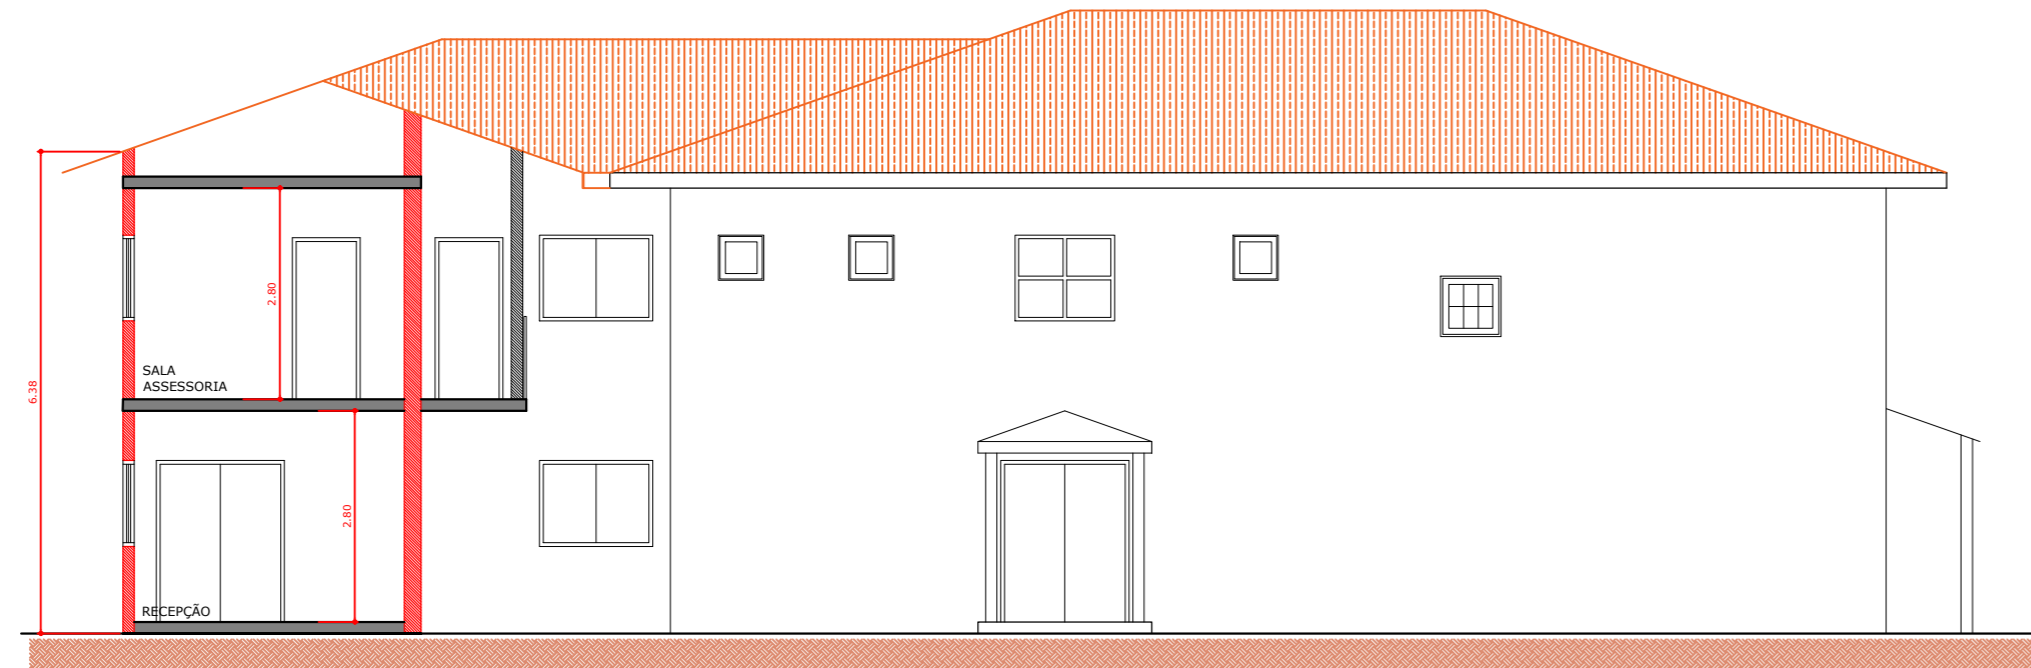 2.80
6.38
SALA
ASSESSORIA
2.80
RECEPÇÃO